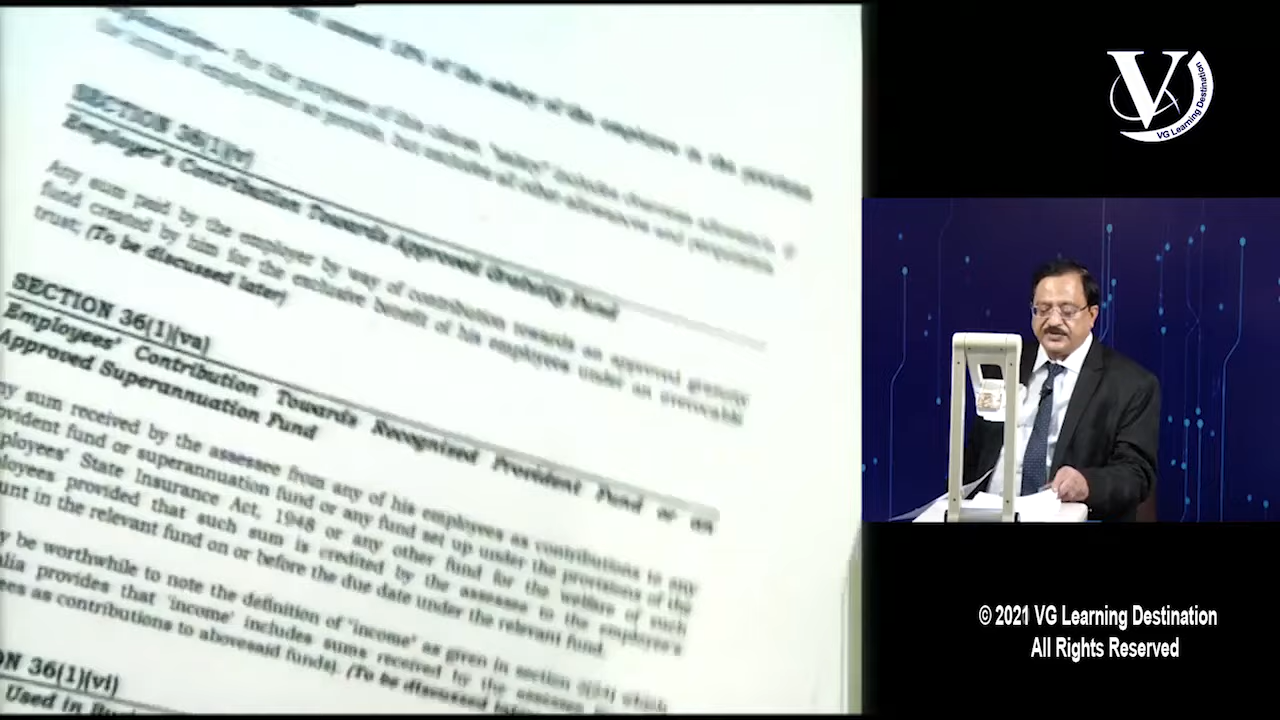 10% of the salary of the employee in the previous
For the purposes of this clause, "salary" includes dearness allowance, if
the terms of employment so provide, but excludes all other allowances and perquisites
SECTION 36(1)(v)
Employer's Contribution Towards Approved Gratuity Fund
Any sum paid by the employer by way of contribution towards an approved gratuity
fund created by him for the exclusive benefit of his employees under an irrevocable
trust; (To be discussed later)
SECTION 36(1)(va)
Employees' Contribution Towards Recognised Provident Fund or an
Approved Superannuation Fund
ny sum received by the assessee from any of his employees as contributions to any
ovident fund or superannuation fund or any fund set up under the provisions of the
ployees' State Insurance Act, 1948 or any other fund for the welfare of such
loyees provided that such sum is credited by the assessee to the employee's
unt in the relevant fund on or before the due date under the relevant fund.
y be worthwhile to note the definition of "income" as given in section 2(24) which
lia provides that 'income' includes sums received by the assessee
ees as contributions to abovesaid funds). (To be discussed later
ON 36(1)(vi)
Used in
V
VG Learning Destination
© 2021 VG Learning Destination
All Rights Reserved